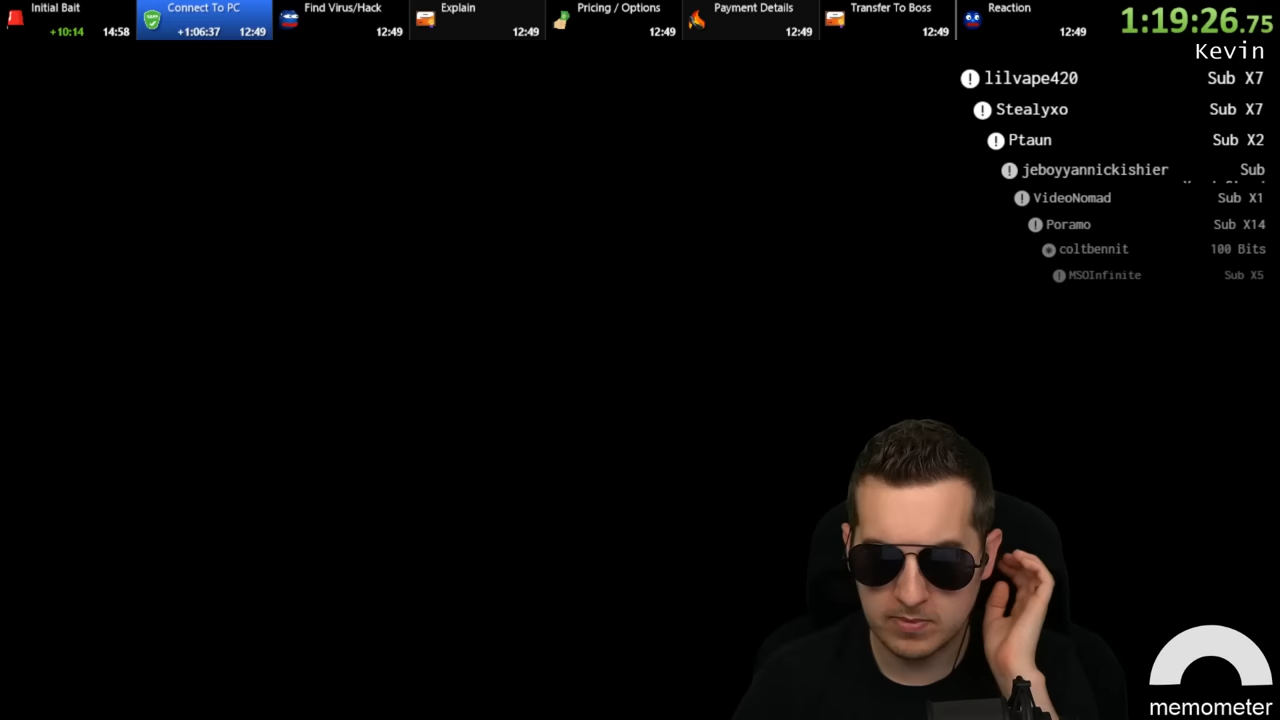 Initial Bait
+10:14 14:58
Connect To PC
+1:06:37 12:49
Find Virus/Hack
12:49
Explain
12:49
Pricing / Options
12:49
Payment Details
12:49
Transfer To Boss
12:49
Reaction
12:49
1:19:26.75
Kevin
lilvape420 Sub X7
Stealyxo Sub X7
Ptaun Sub X2
jeboyyannickishier Sub
VideoNomad Sub X1
Poramo Sub X14
coltbennit 100 Bits
MSOInfinite Sub X5
memometer